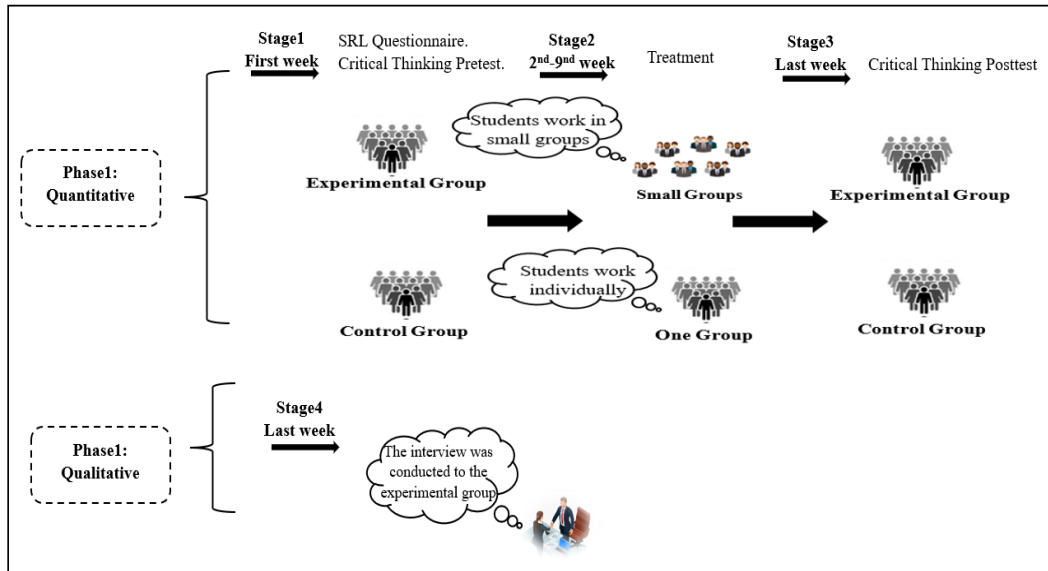 Stage1
First week
SRL Questionnaire.
Critical Thinking Pretest.
Stage2
2nd-9nd week
Treatment
Stage3
Last week
Critical Thinking Posttest
Phase1:
Quantitative
Students work in
small groups
Experimental Group
Small Groups
Experimental Group
Students work
individually
Control Group
One Group
Control Group
Phase1:
Qualitative
Stage4
Last week
The interview was
conducted to the
experimental group